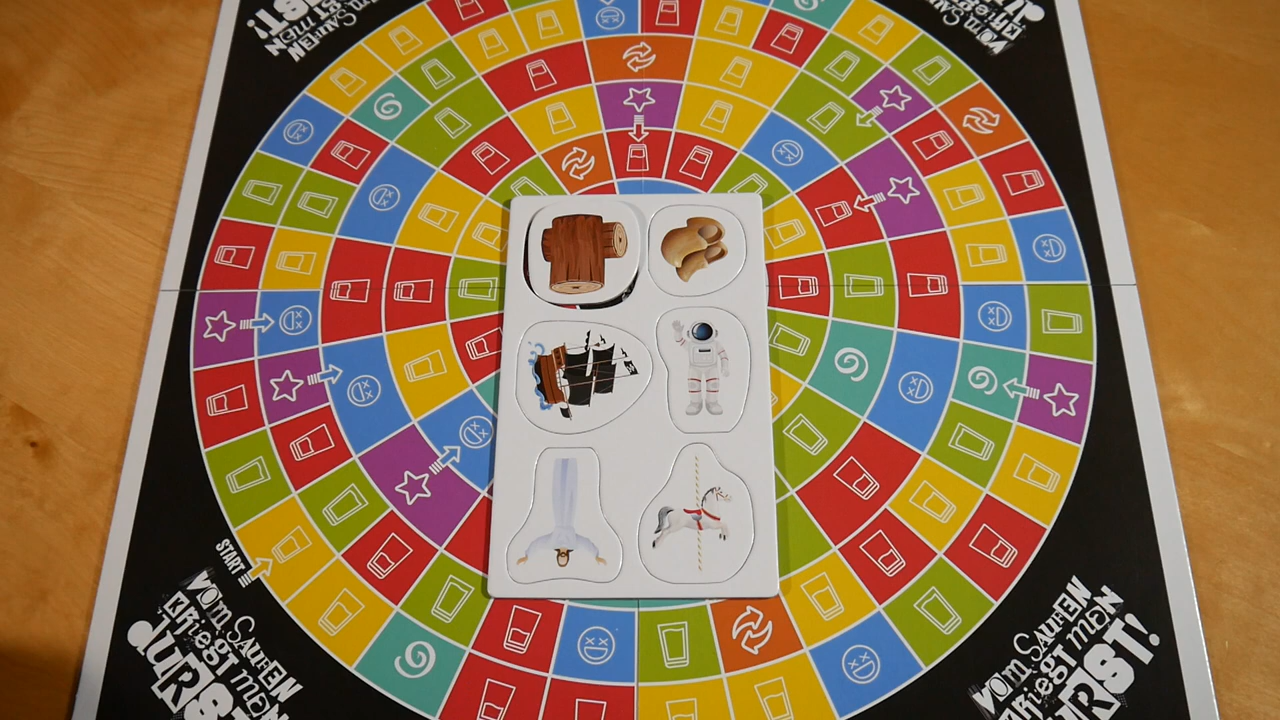 START
VOM SAUFEN
KRiEGT MAN
dURST!
VOM SAUFEN
KRiEGT MAN
DURST!